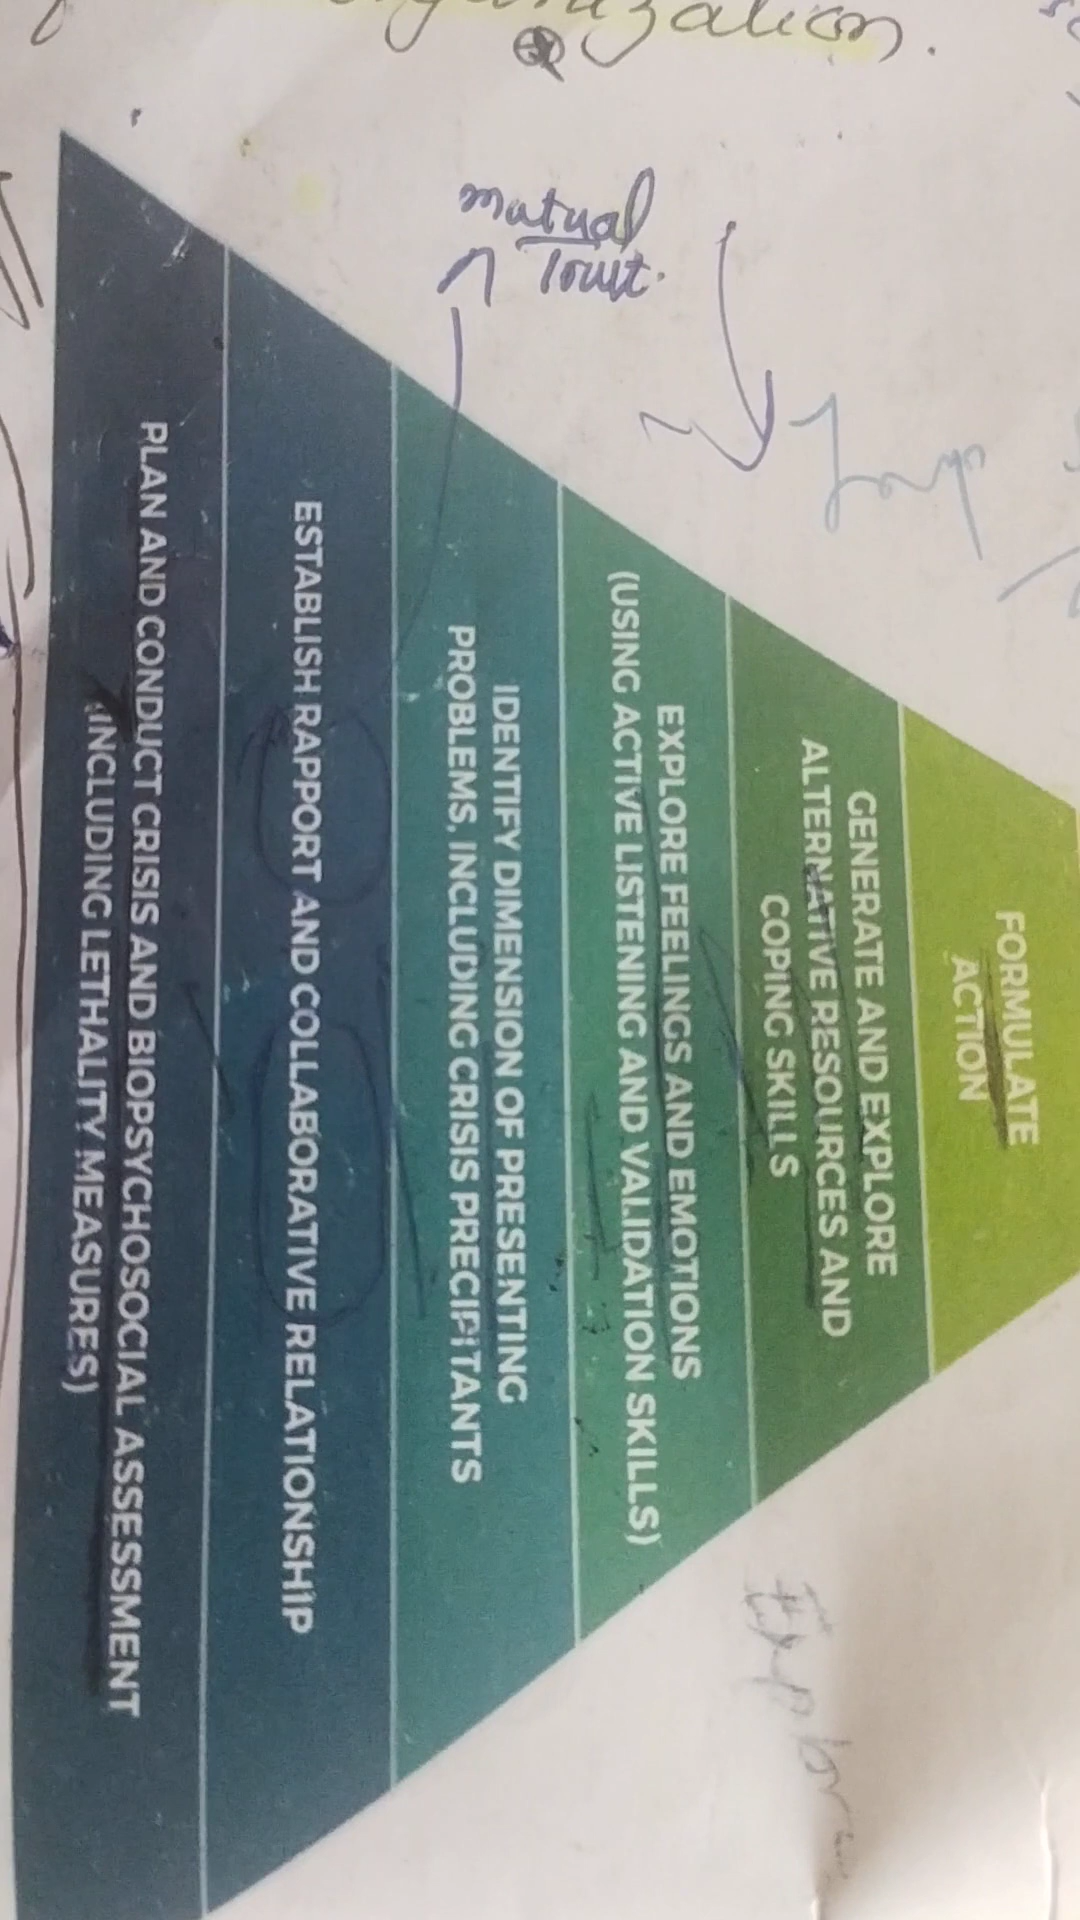 organization.
mutual
Trust.
FORMULATE
ACTION
GENERATE AND EXPLORE
ALTERNATIVE RESOURCES AND
COPING SKILLS
EXPLORE FEELINGS AND EMOTIONS
(USING ACTIVE LISTENING AND VALIDATION SKILLS)
IDENTIFY DIMENSION OF PRESENTING
PROBLEMS, INCLUDING CRISIS PRECIPITANTS
ESTABLISH RAPPORT AND COLLABORATIVE RELATIONSHIP
PLAN AND CONDUCT CRISIS AND BIOPSYCHOSOCIAL ASSESSMENT
(INCLUDING LETHALITY MEASURES)